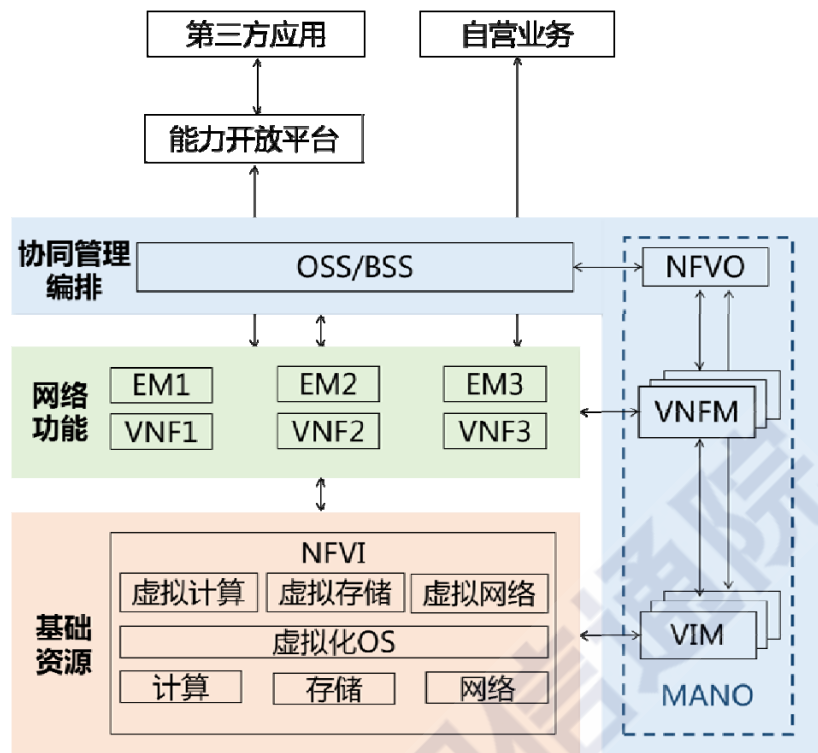 第三方应用
自营业务
能力开放平台
协同管理
编排
OSS/BSS
NFVO
网络
功能
EM1
EM2
EM3
VNF1
VNF2
VNF3
VNFM
基础
资源
NFVI
虚拟计算
虚拟存储
虚拟网络
虚拟化OS
计算
存储
网络
VIM
MANO
信通院